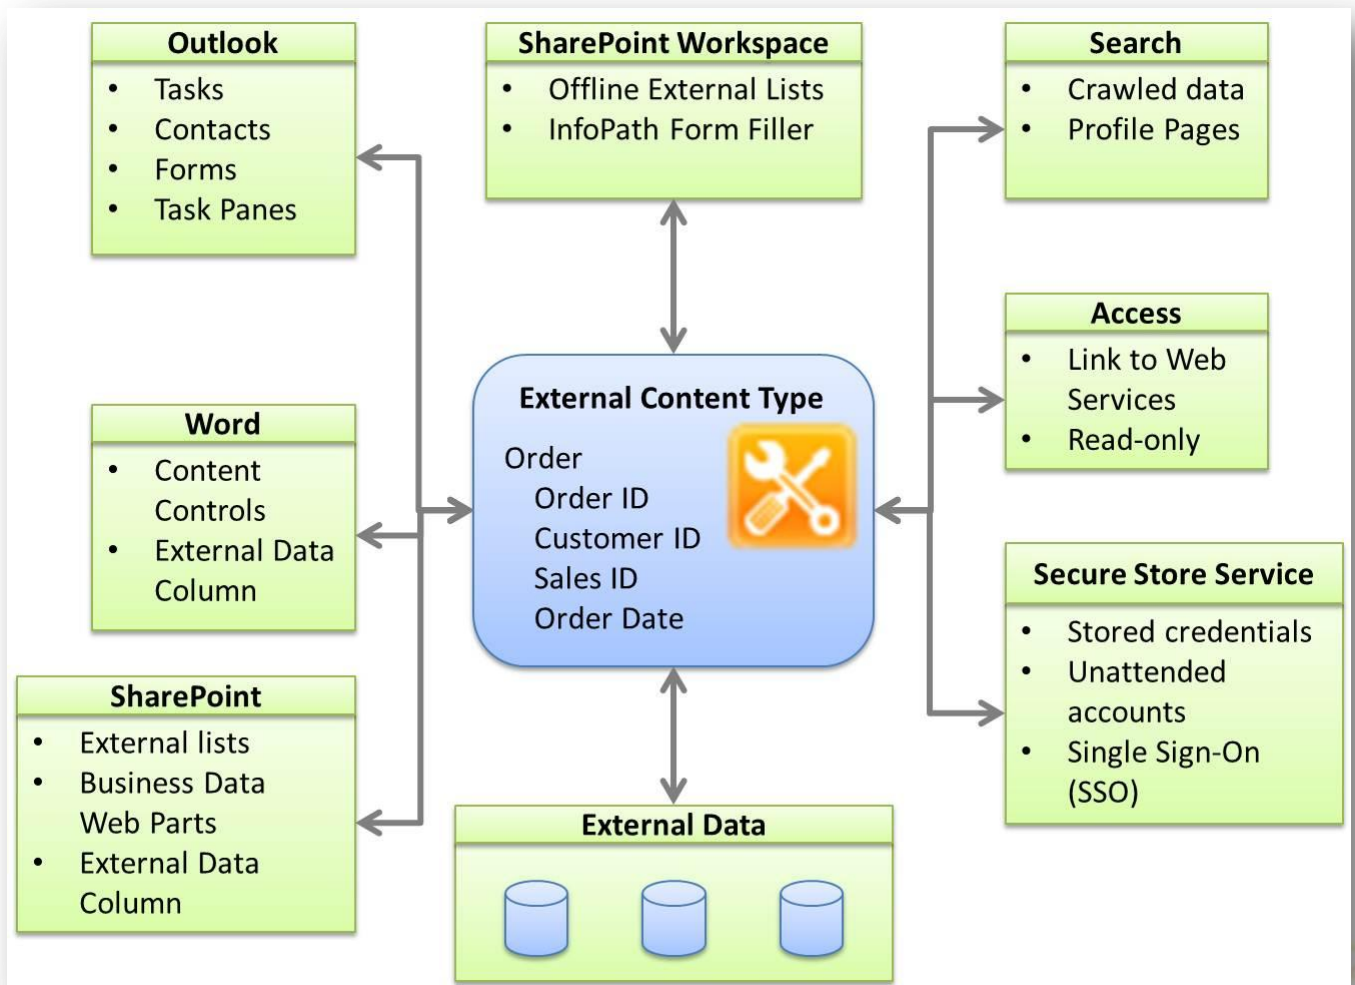 Outlook
• Tasks
• Contacts
• Forms
• Task Panes
SharePoint Workspace
• Offline External Lists
• InfoPath Form Filler
Search
• Crawled data
• Profile Pages
Word
• Content
Controls
• External Data
Column
External Content Type
Order
Order ID
Customer ID
Sales ID
Order Date
Access
• Link to Web
Services
• Read-only
SharePoint
• External lists
• Business Data
Web Parts
• External Data
Column
External Data
Secure Store Service
• Stored credentials
• Unattended
accounts
• Single Sign-On
(SSO)